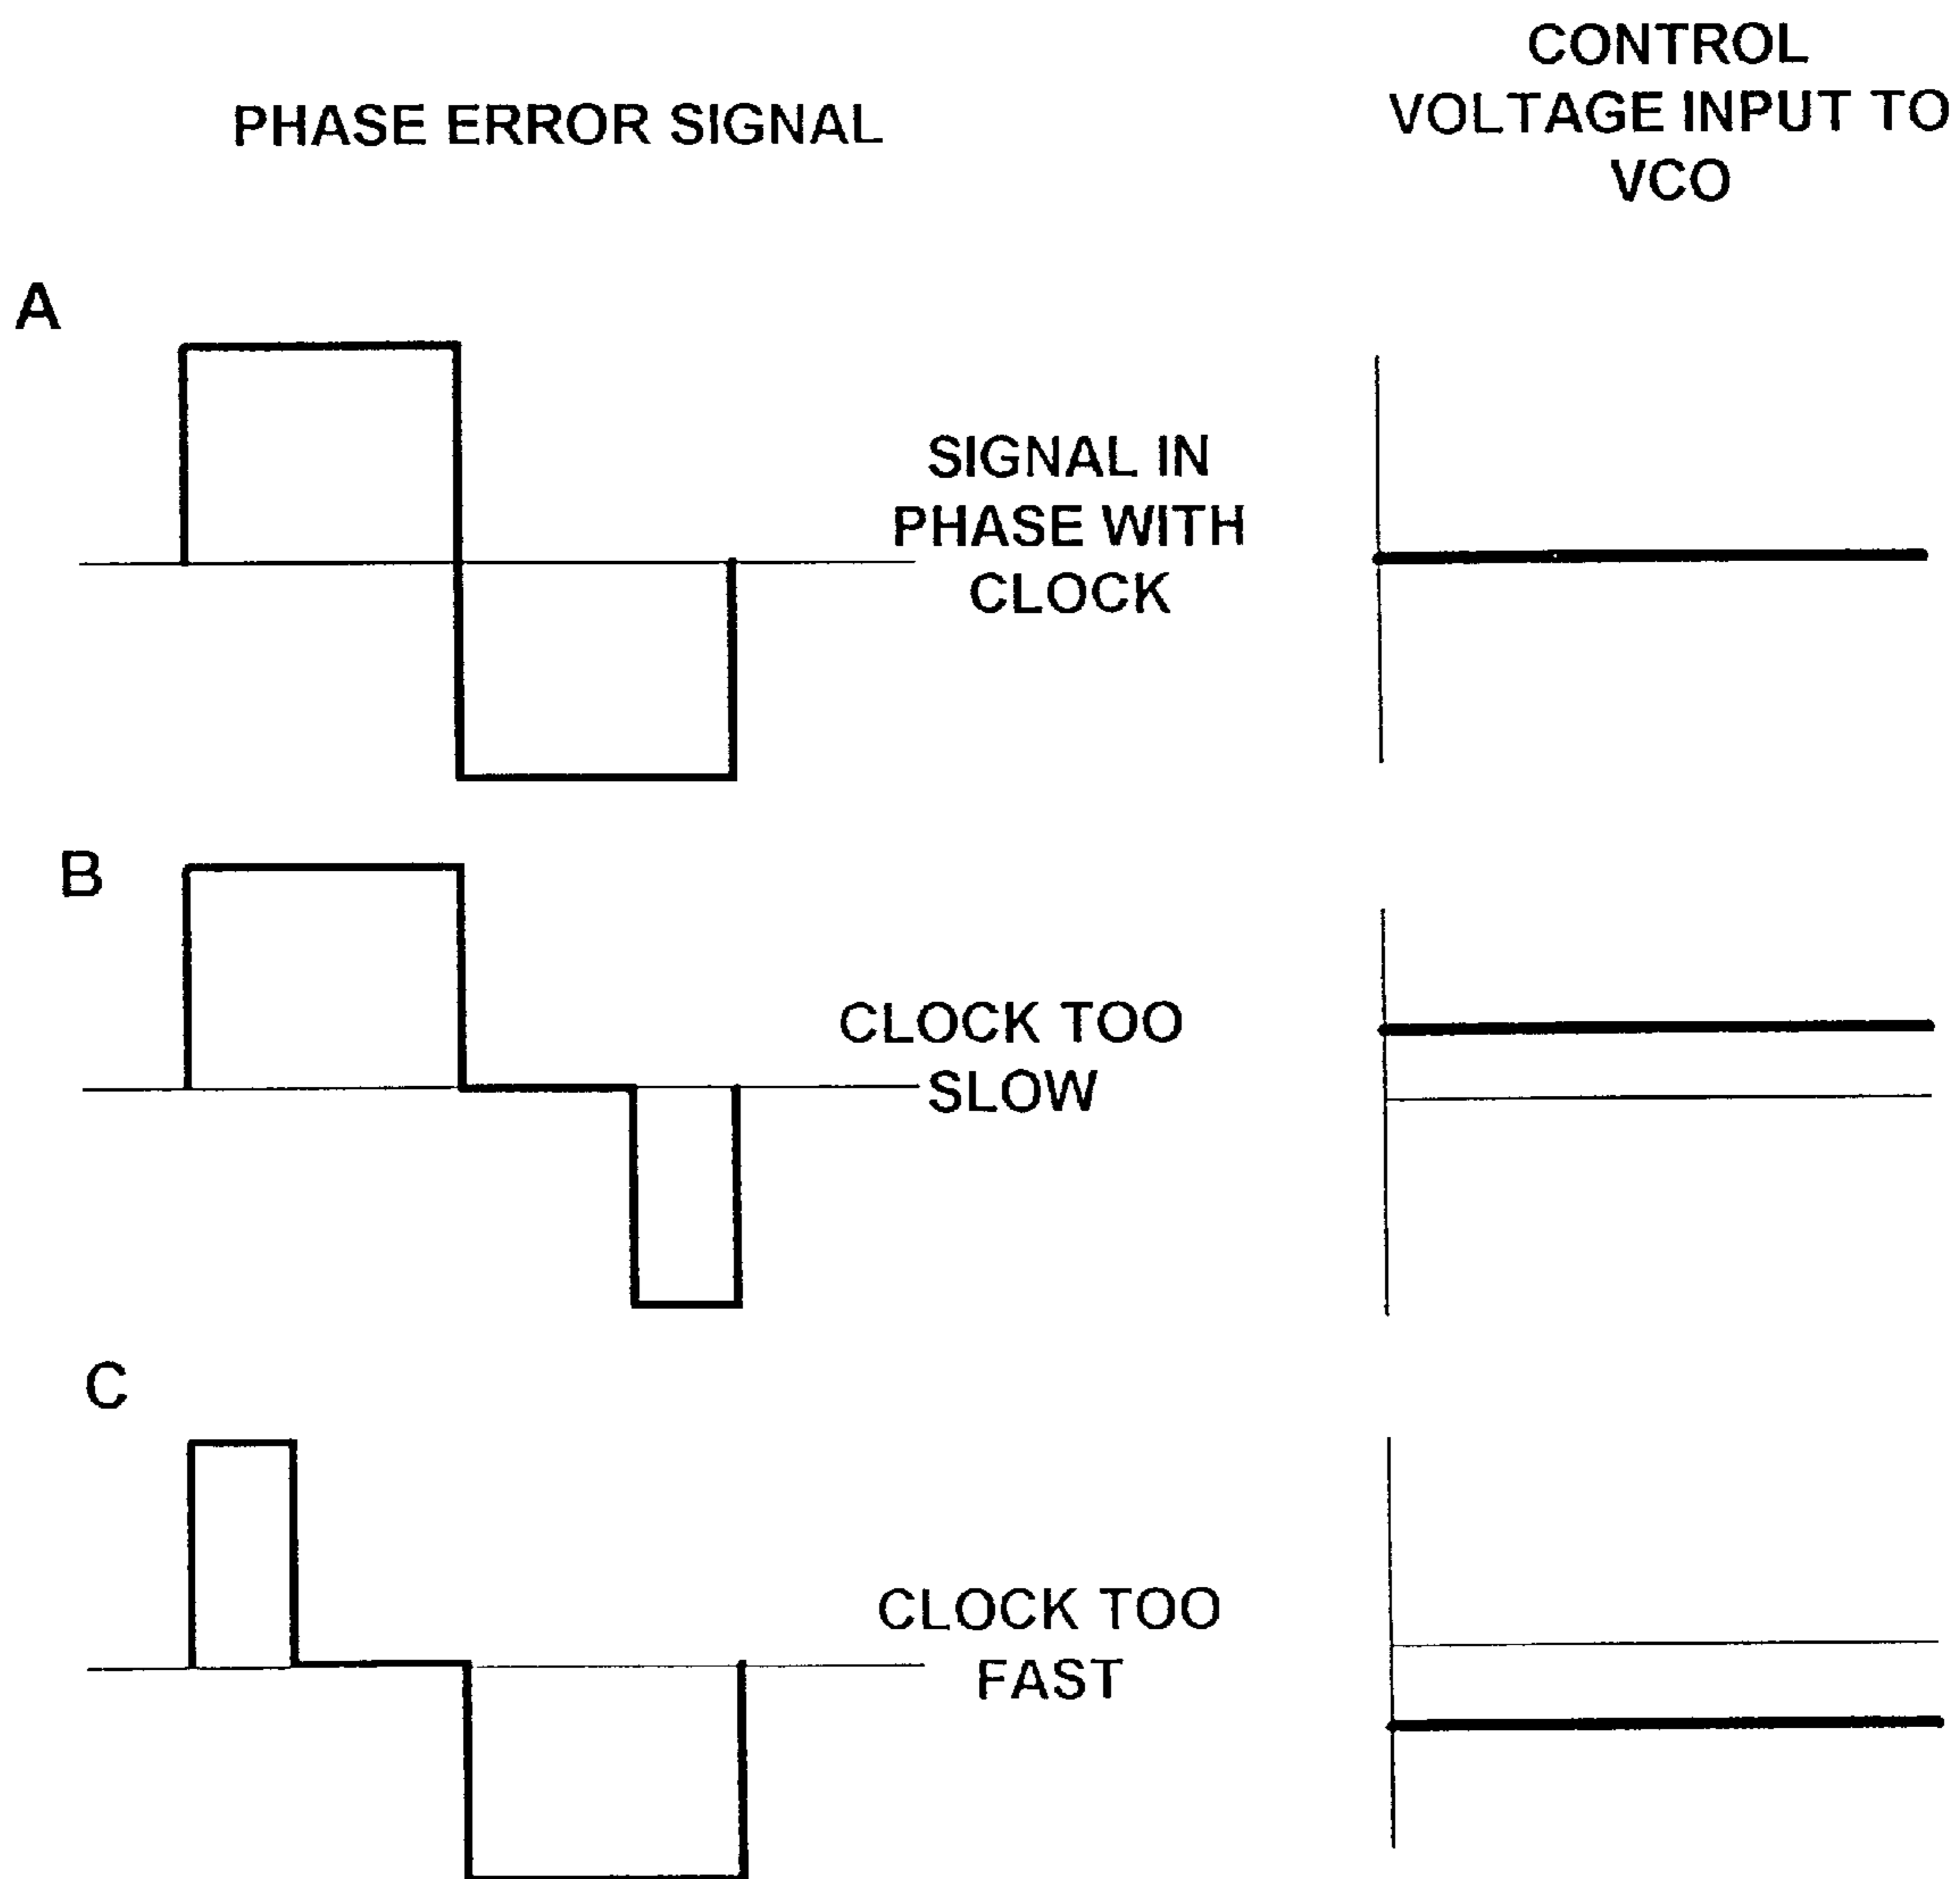 PHASE ERROR SIGNAL
CONTROL
VOLTAGE INPUT TO
VCO
A
SIGNAL IN
PHASE WITH
CLOCK
B
CLOCK TOO
SLOW
C
CLOCK TOO
FAST